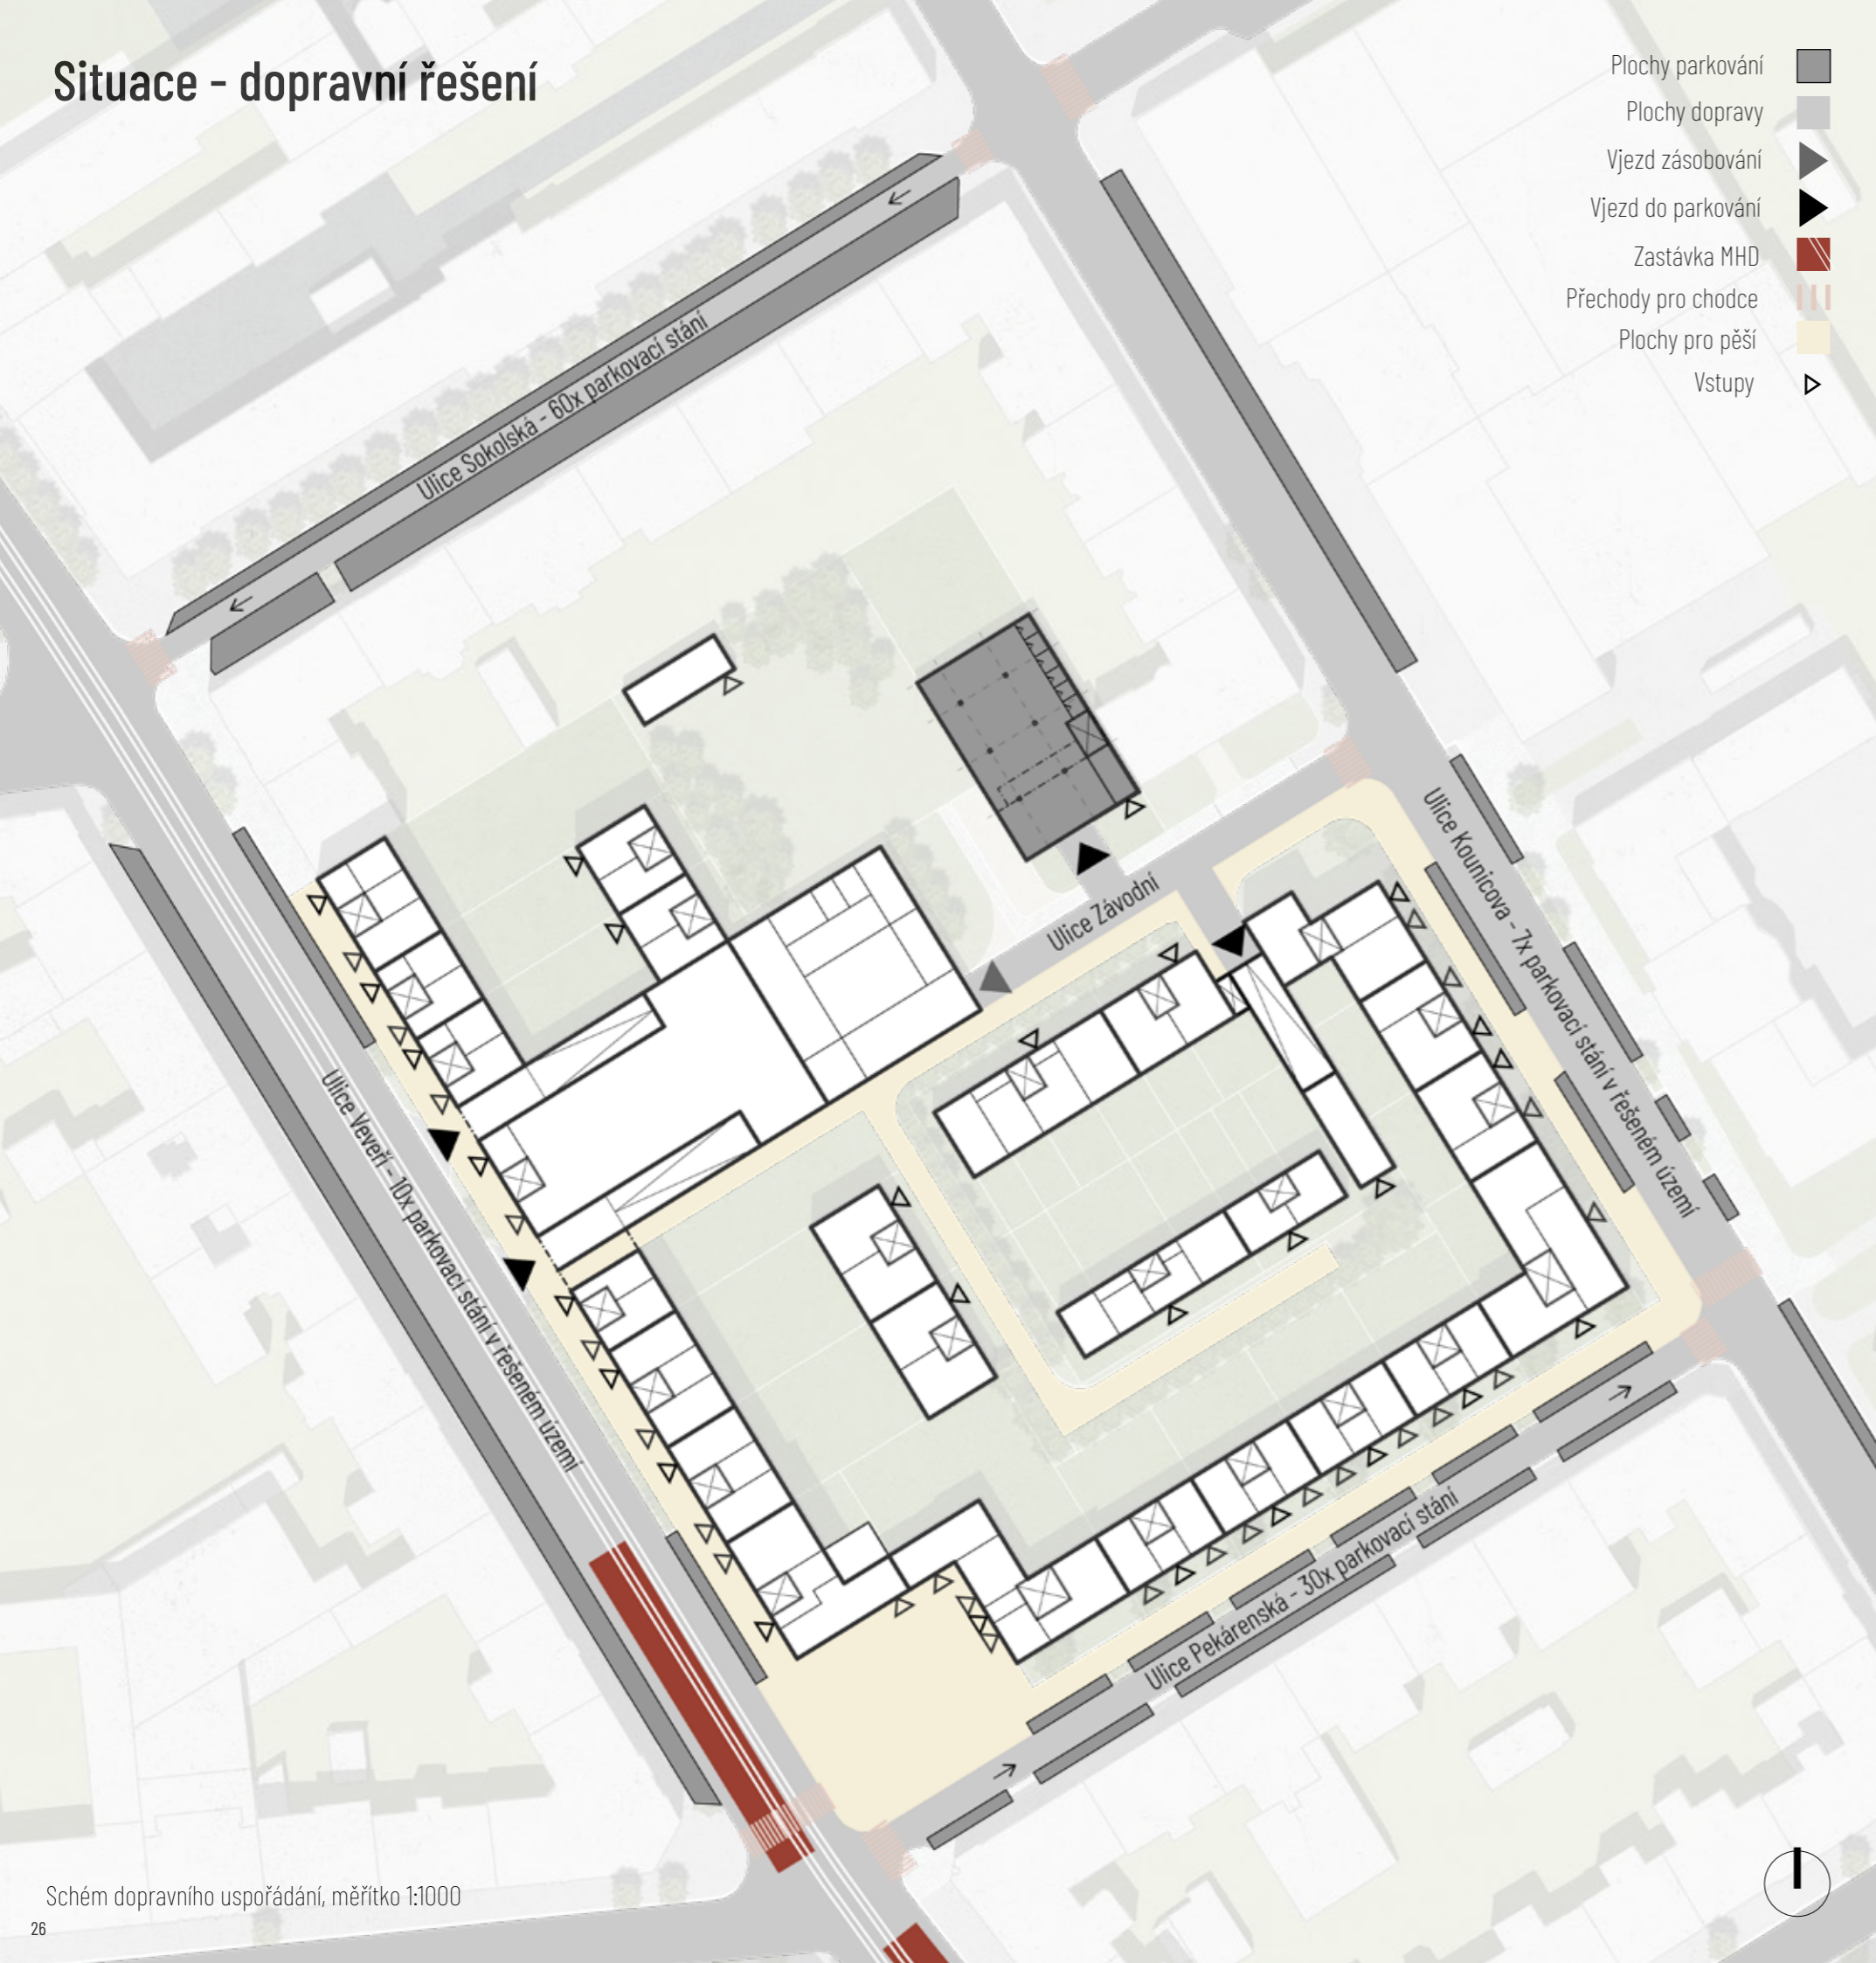 Situace - dopravní řešení
Plochy parkování
Plochy dopravy
Vjezd zásobování
Vjezd do parkování
Zastávka MHD
Přechody pro chodce
Plochy pro pěší
Vstupy
Ulice Sokolská - 60x parkovací stání
Ulice Kounicova - 7x parkovací stání v řešeném území
Ulice Závodní
Ulice Veveří - 10x parkovací stání v řešeném území
Ulice Pekárenská - 30x parkovací stání
Schém dopravního uspořádání, měřítko 1:1000
26